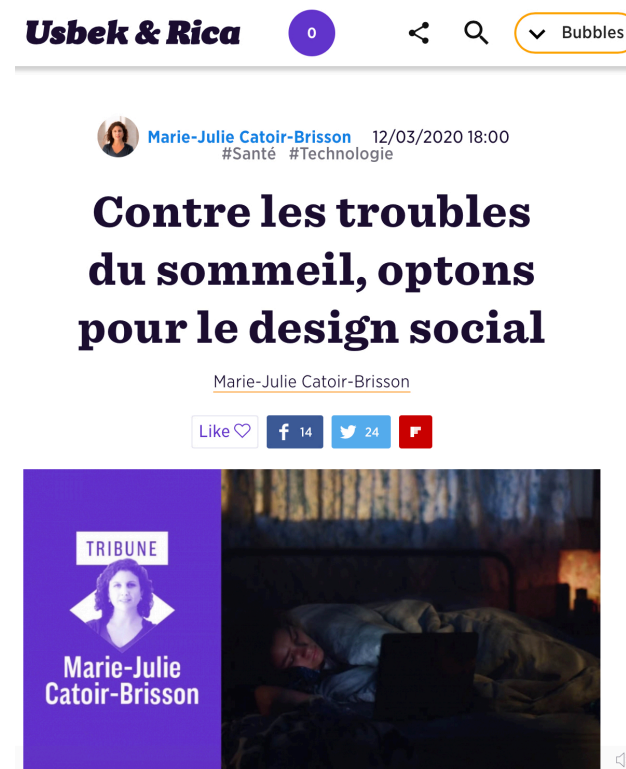 Usbek & Rica
0
Bubbles
Marie-Julie Catoir-Brisson 12/03/2020 18:00
#Santé #Technologie
Contre les troubles
du sommeil, optons
pour le design social
Marie-Julie Catoir-Brisson
Like
f 14
24
TRIBUNE
Marie-Julie
Catoir-Brisson